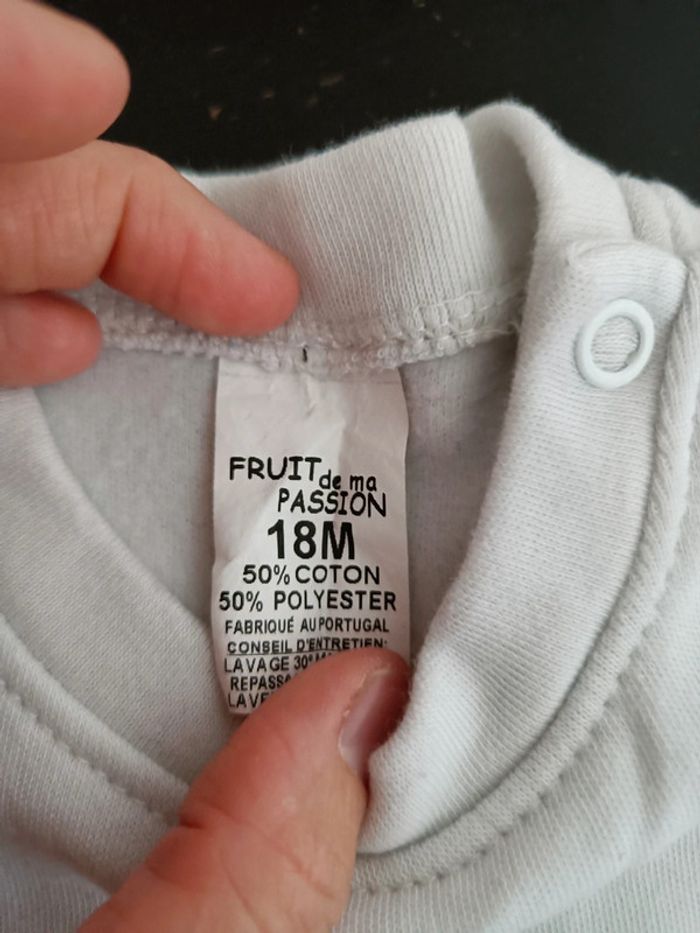 FRUIT de ma
PASSION
18M
50% COTON
50% POLYESTER
FABRIQUÉ AU PORTUGAL
CONSEIL D'ENTRETIEN:
LAVAGE 30°